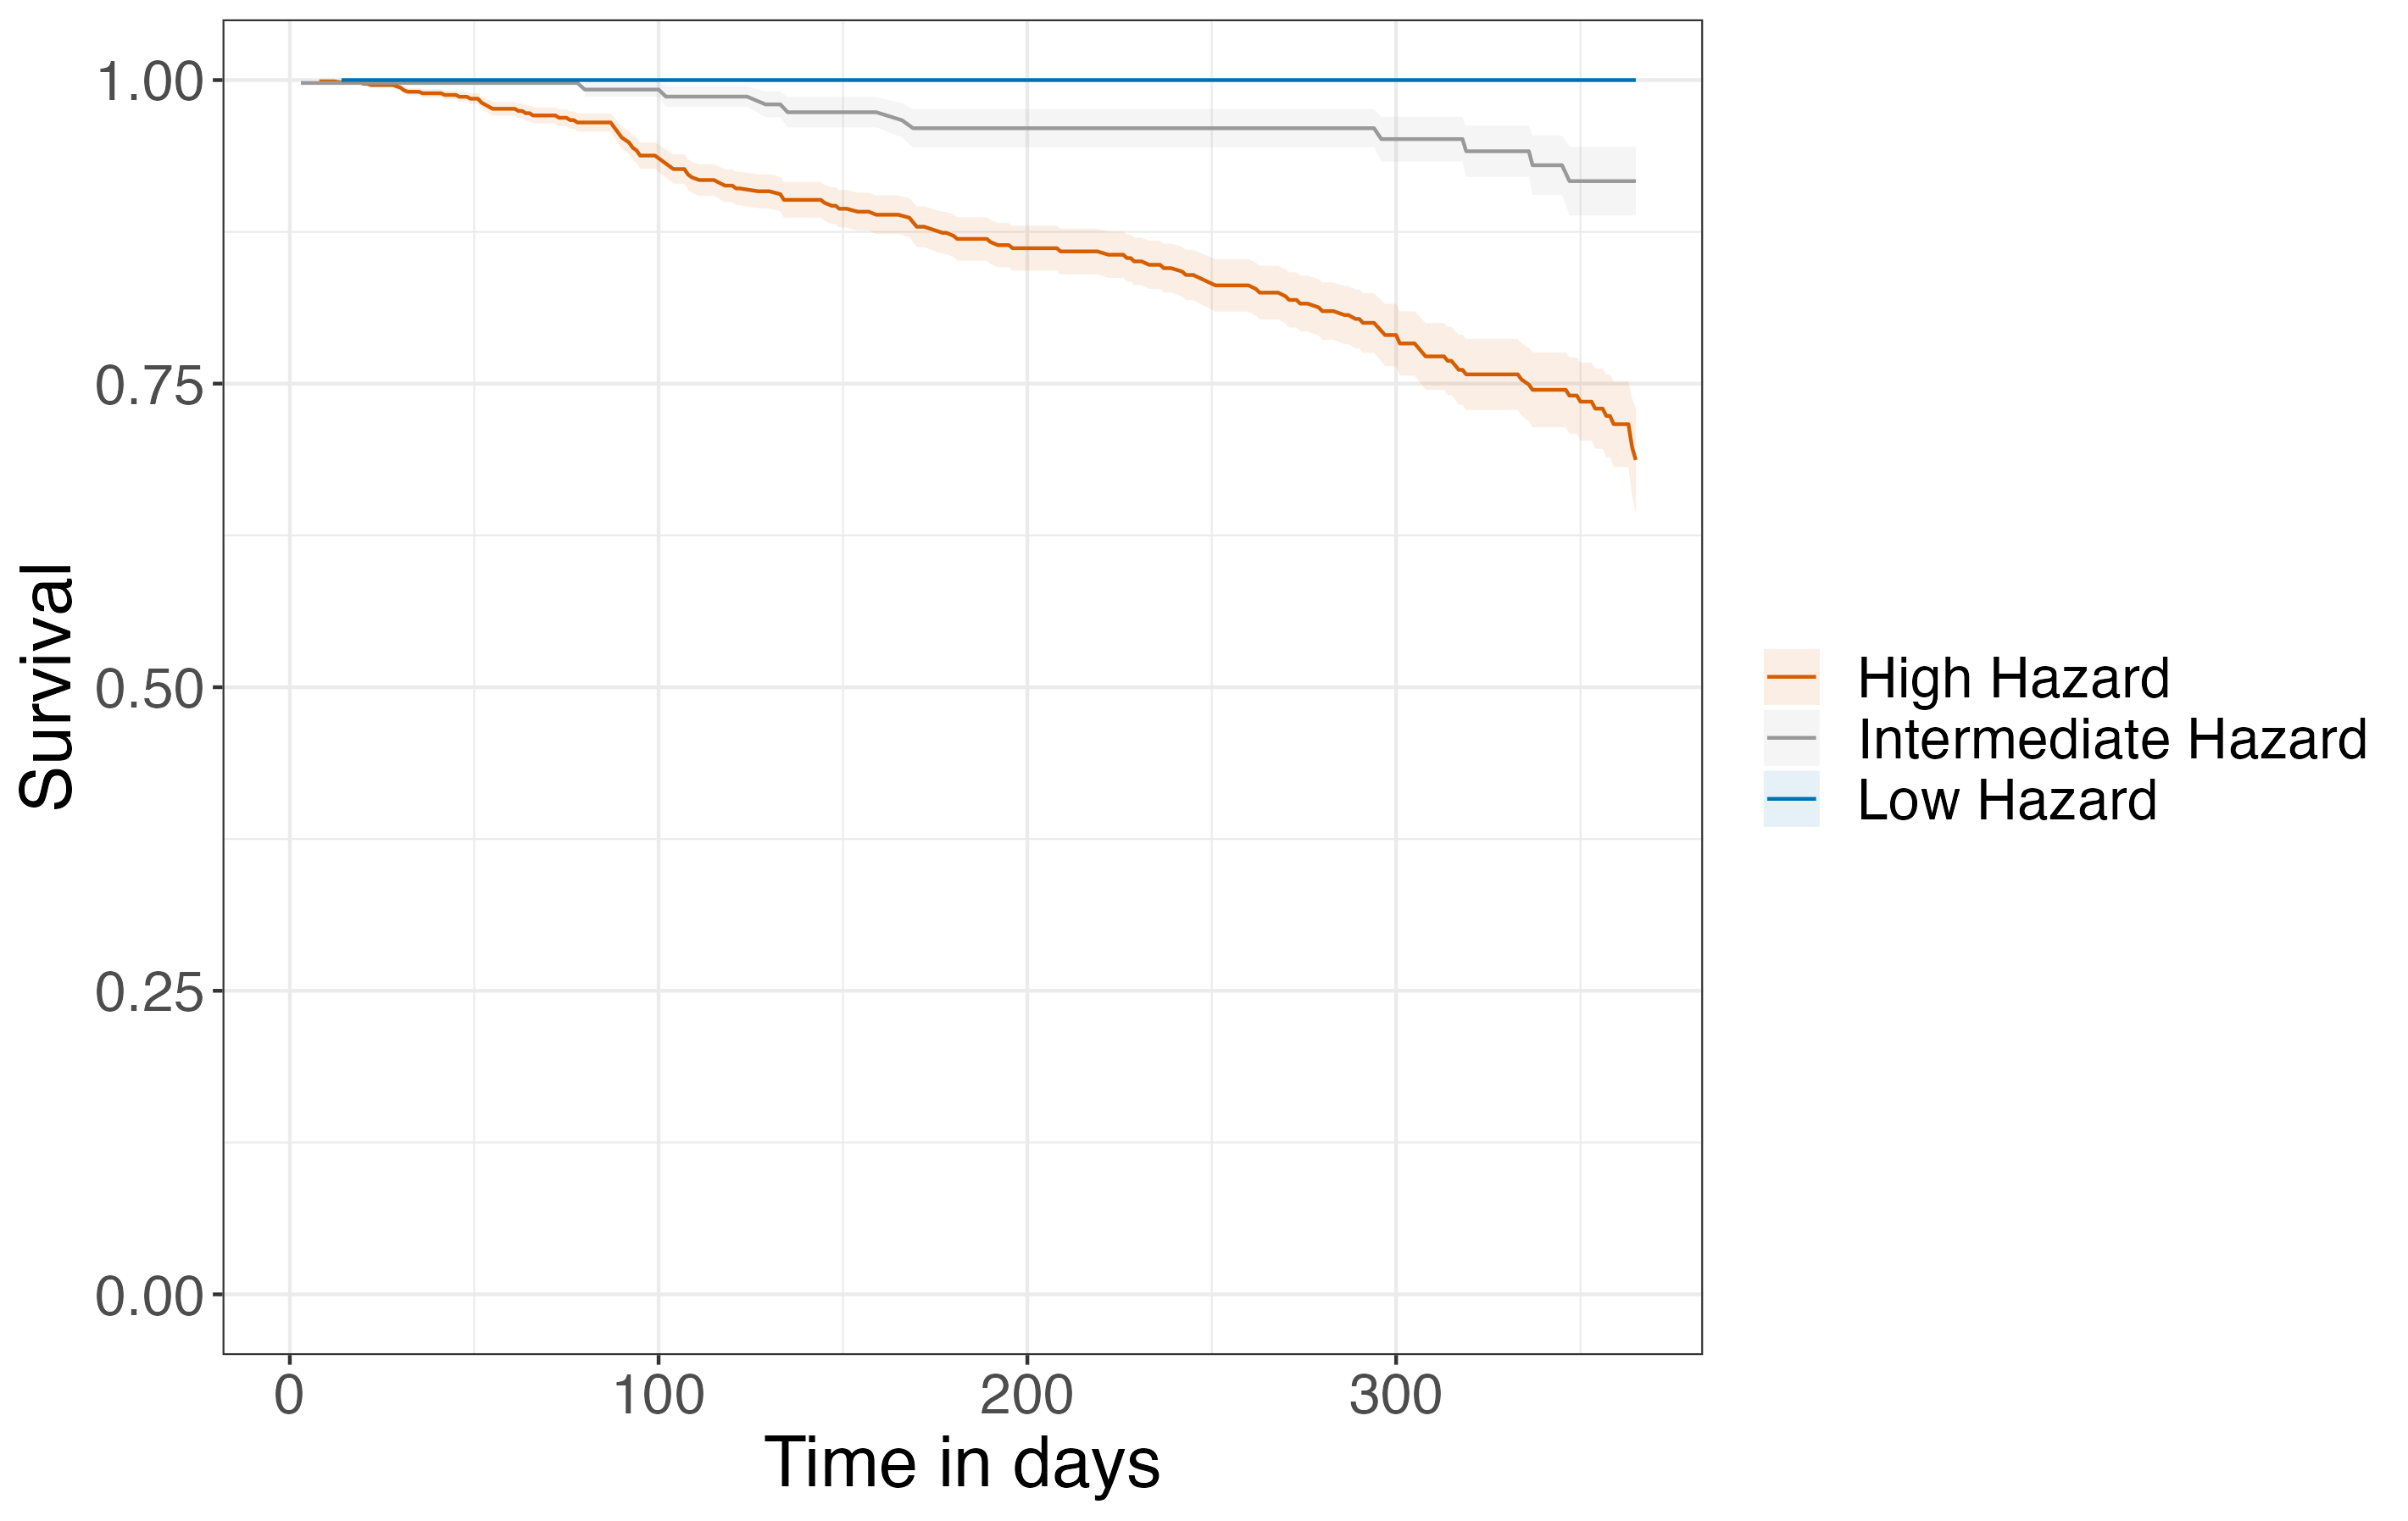 1.00
0.75
0.50
0.25
0.00
Survival
0 100 200 300
Time in days
High Hazard
Intermediate Hazard
Low Hazard